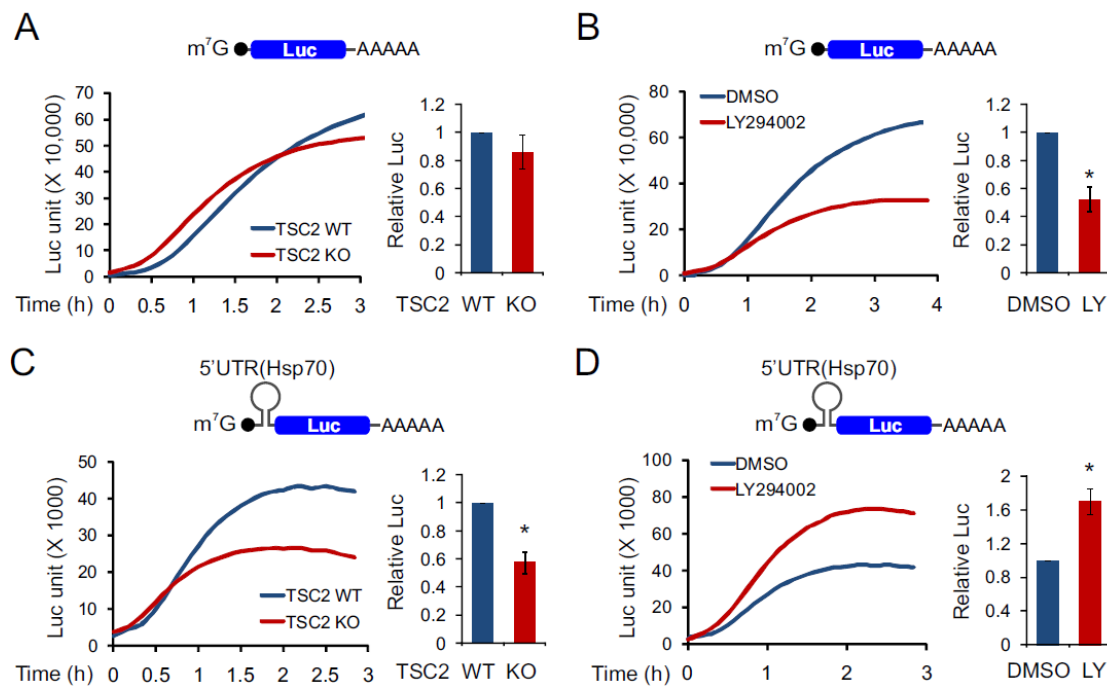 A
m⁷G Luc AAAAA
Luc unit (X 10,000)
70
60
50
40
30
20
10
0
TSC2 WT
TSC2 KO
Time (h) 0 0.5 1 1.5 2 2.5 3
Relative Luc
1.2
1
0.8
0.6
0.4
0.2
0
TSC2 WT KO
B
m⁷G Luc AAAAA
Luc unit (X 10,000)
80
60
40
20
0
DMSO
LY294002
Time (h) 0 1 2 3 4
Relative Luc
1.2
1
0.8
0.6
0.4
0.2
0
*
DMSO LY
C
5'UTR(Hsp70)
m⁷G Luc AAAAA
Luc unit (X 1000)
50
40
30
20
10
0
TSC2 WT
TSC2 KO
Time (h) 0 0.5 1 1.5 2 2.5 3
Relative Luc
1.2
1
0.8
0.6
0.4
0.2
0
*
TSC2 WT KO
D
5'UTR(Hsp70)
m⁷G Luc AAAAA
Luc unit (X 1000)
100
80
60
40
20
0
DMSO
LY294002
Time (h) 0 1 2 3
Relative Luc
2
1.6
1.2
0.8
0.4
0
*
DMSO LY